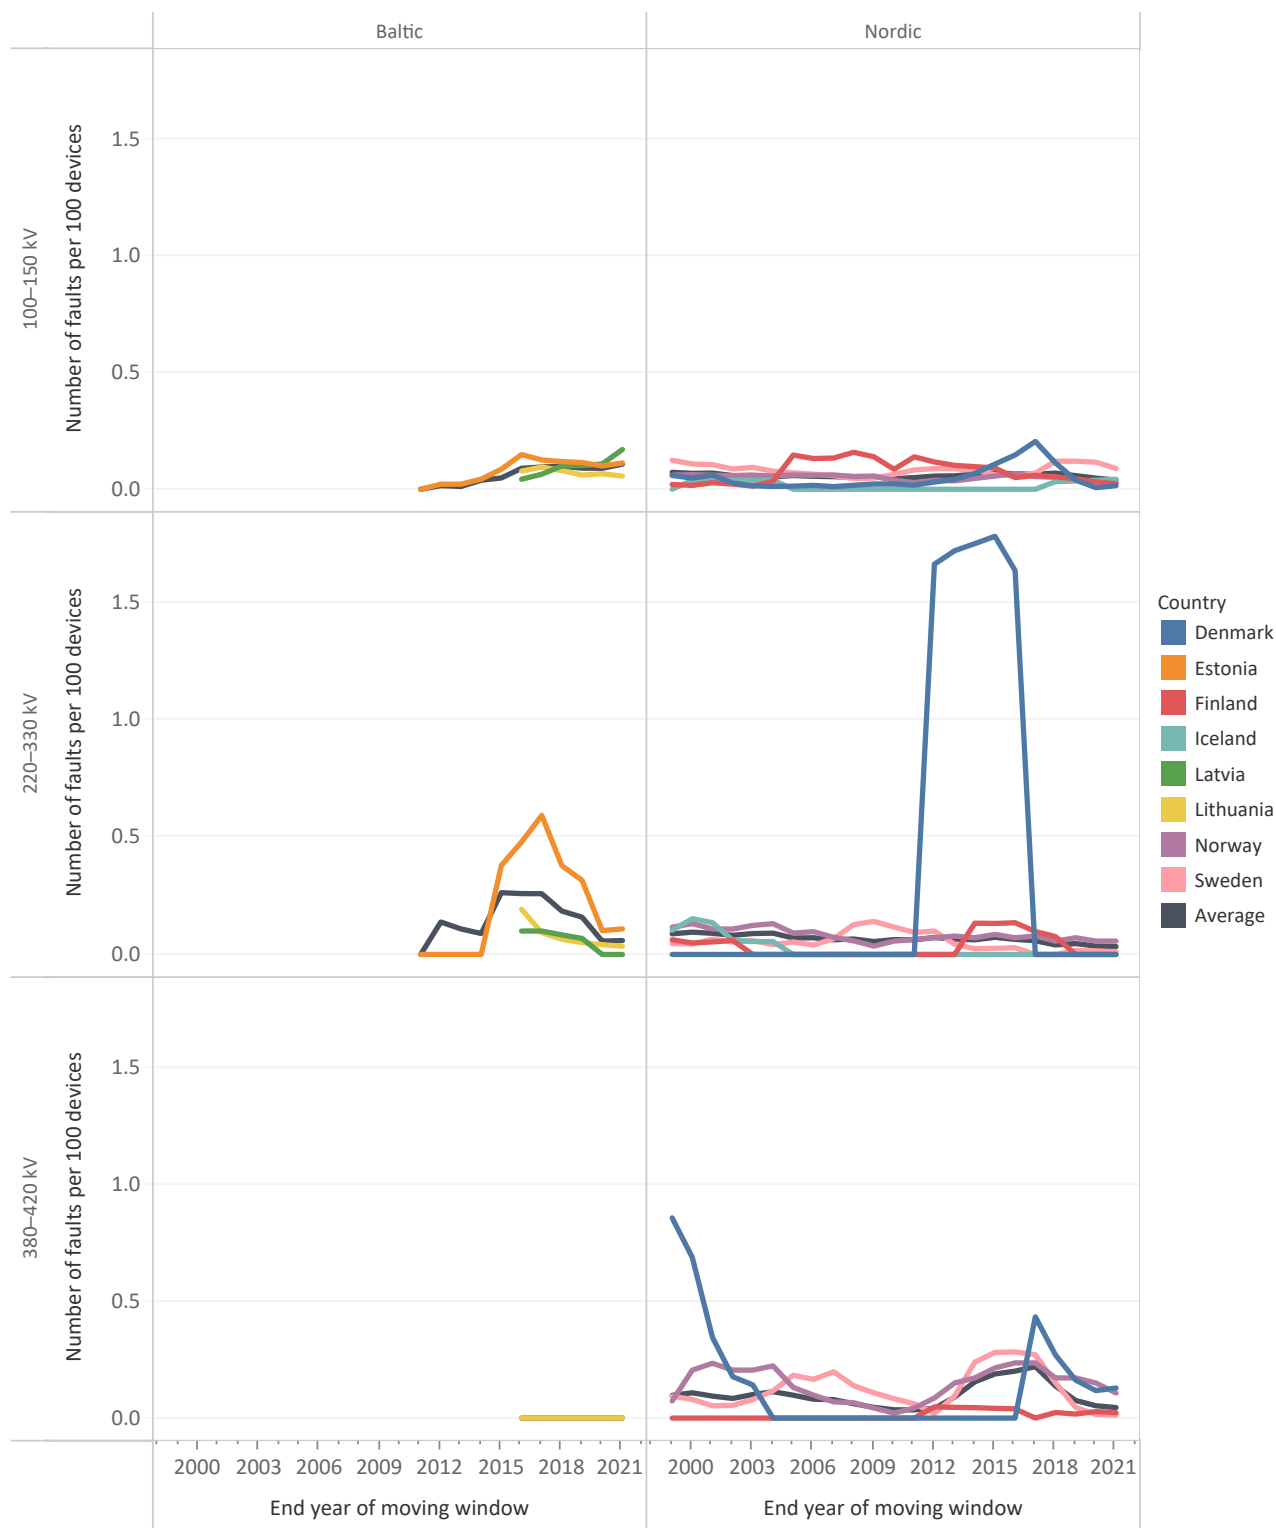 Baltic
Nordic
100–150 kV
Number of faults per 100 devices
1.5
1.0
0.5
0.0
220–330 kV
Number of faults per 100 devices
1.5
1.0
0.5
0.0
380–420 kV
Number of faults per 100 devices
1.5
1.0
0.5
0.0
2000 2003 2006 2009 2012 2015 2018 2021
2000 2003 2006 2009 2012 2015 2018 2021
End year of moving window
End year of moving window
Country
Denmark
Estonia
Finland
Iceland
Latvia
Lithuania
Norway
Sweden
Average